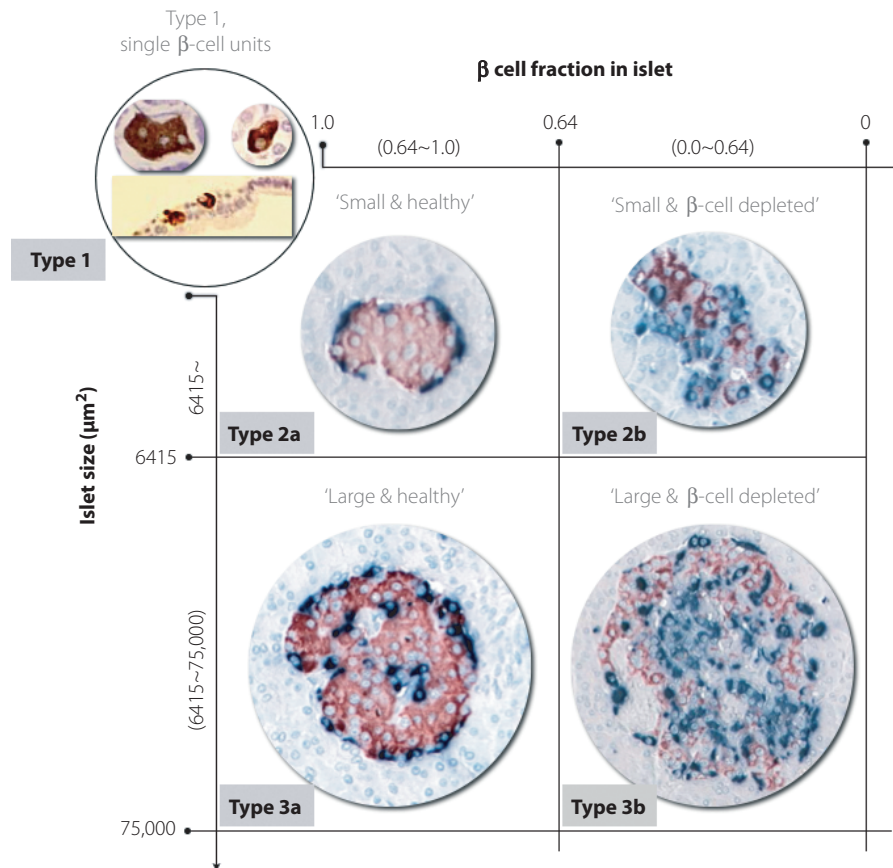 Type 1,
single β-cell units
β cell fraction in islet
1.0
0.64
0
(0.64~1.0)
(0.0~0.64)
'Small & healthy'
'Small & β-cell depleted'
Type 1
6415~
Type 2a
Type 2b
Islet size (μm²)
6415
'Large & healthy'
'Large & β-cell depleted'
(6415~75,000)
Type 3a
Type 3b
75,000